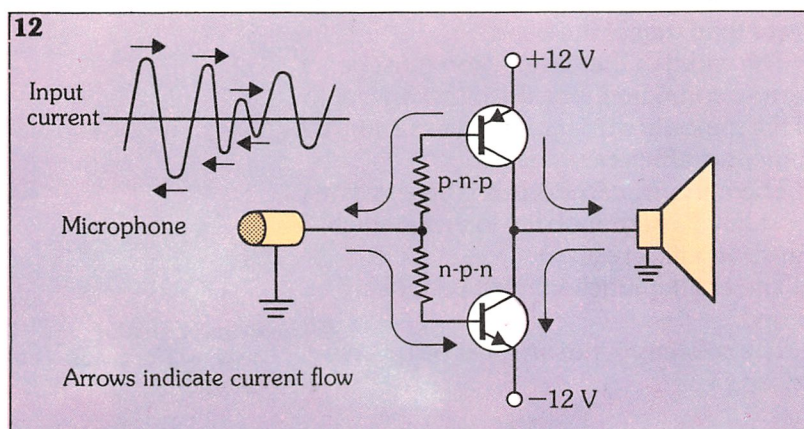 12
+12 V
Input
current
p-n-p
Microphone
n-p-n
Arrows indicate current flow
−12 V